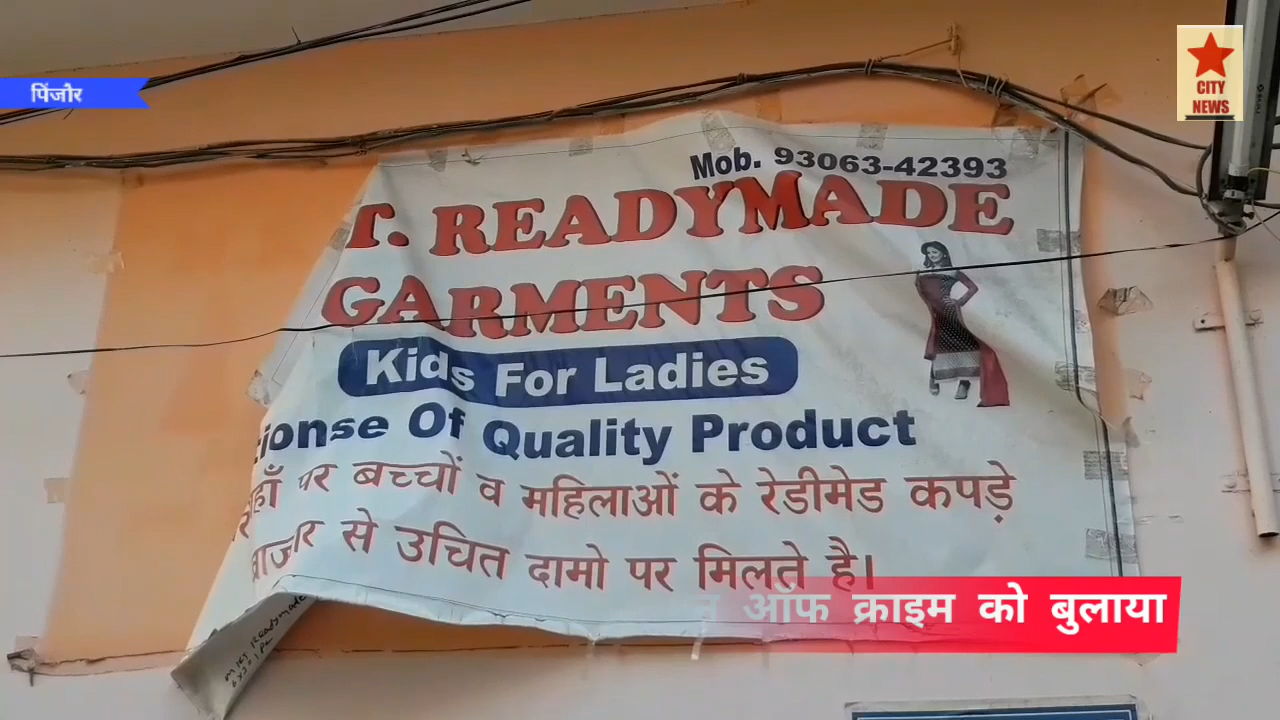 पिंजौर
CITY
NEWS
Mob. 93063-42393
T. READYMADE
GARMENTS
Kids For Ladies
Of Quality Product
पर बच्चों व महिलाओं के रेडीमेड कपड़े
से उचित दामो पर मिलते है।
ऑफ क्राइम को बुलाया